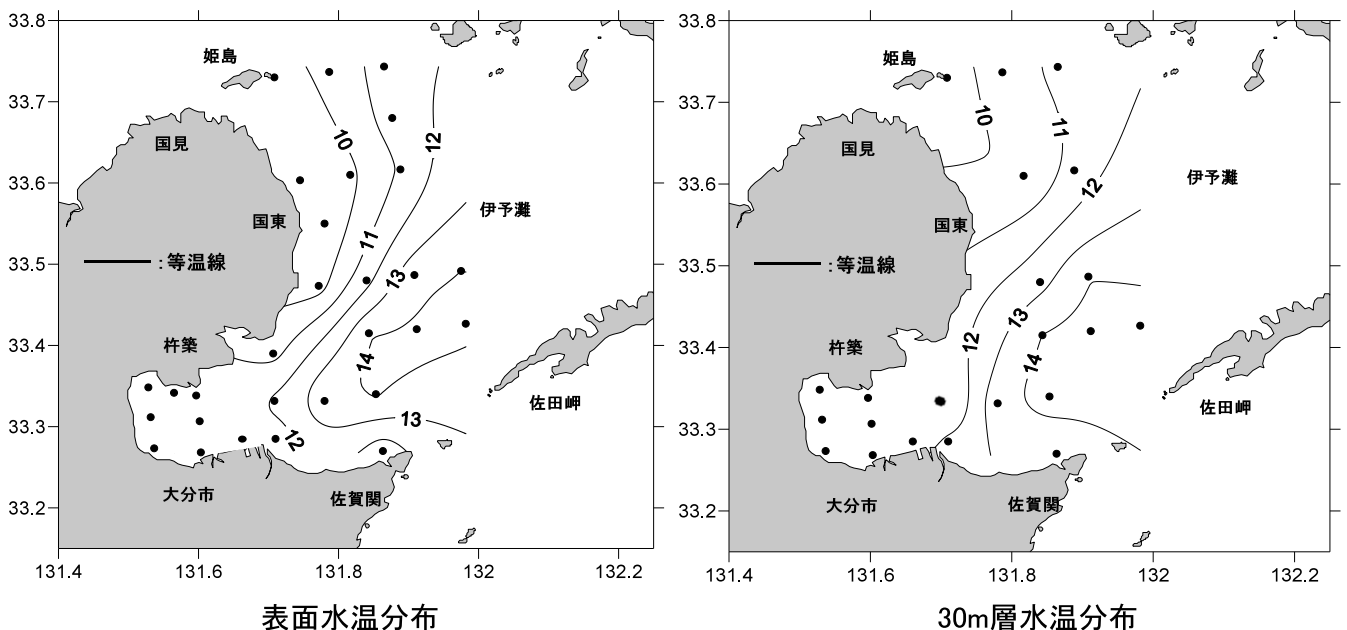 33.8
33.7
33.6
33.5
33.4
33.3
33.2
131.4
131.6
131.8
132
132.2
姫島
国見
国東
伊予灘
:等温線
杵築
佐田岬
大分市
佐賀関
10
12
11
13
14
13
12
表面水温分布
33.8
33.7
33.6
33.5
33.4
33.3
33.2
131.4
131.6
131.8
132
132.2
姫島
国見
国東
伊予灘
:等温線
杵築
佐田岬
大分市
佐賀関
10
11
12
13
12
14
30m層水温分布